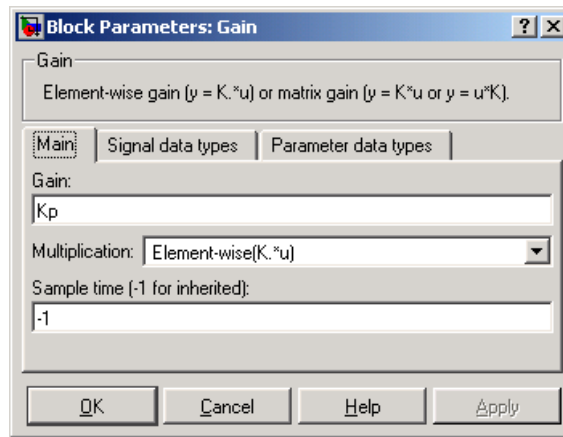 Block Parameters: Gain
Gain
Element-wise gain (y = K.*u) or matrix gain (y = K*u or y = u*K).
Main Signal data types Parameter data types
Gain:
Kp
Multiplication: Element-wise(K.*u)
Sample time (-1 for inherited):
-1
OK Cancel Help Apply